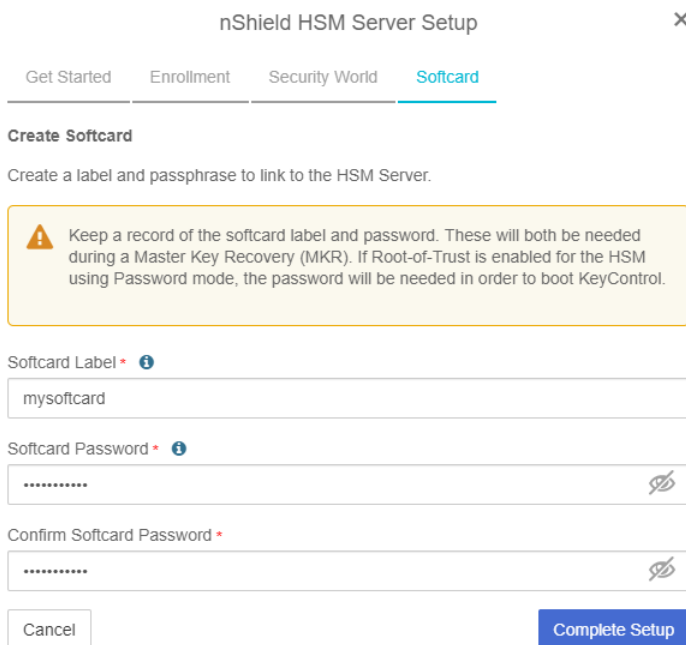 nShield HSM Server Setup
Get Started Enrollment Security World Softcard
Create Softcard
Create a label and passphrase to link to the HSM Server.
Keep a record of the softcard label and password. These will both be needed
during a Master Key Recovery (MKR). If Root-of-Trust is enabled for the HSM
using Password mode, the password will be needed in order to boot KeyControl.
Softcard Label *
mysoftcard
Softcard Password *
•••••••••••
Confirm Softcard Password *
•••••••••••
Cancel Complete Setup